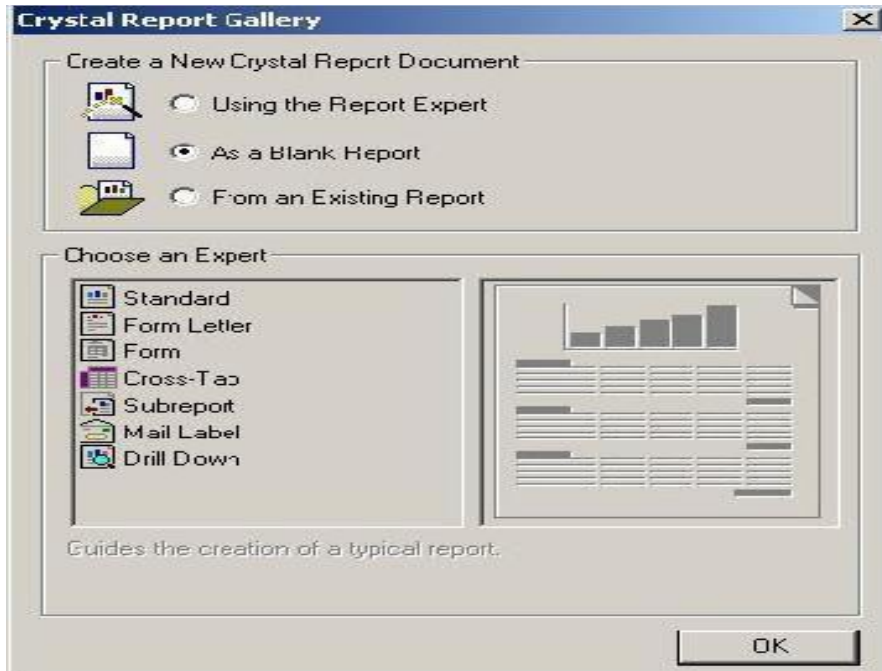 Crystal Report Gallery
Create a New Crystal Report Document
Using the Report Expert
As a Blank Report
From an Existing Report
Choose an Expert
Standard
Form Letter
Form
Cross-Tab
Subreport
Mail Label
Drill Down
Guides the creation of a typical report.
OK